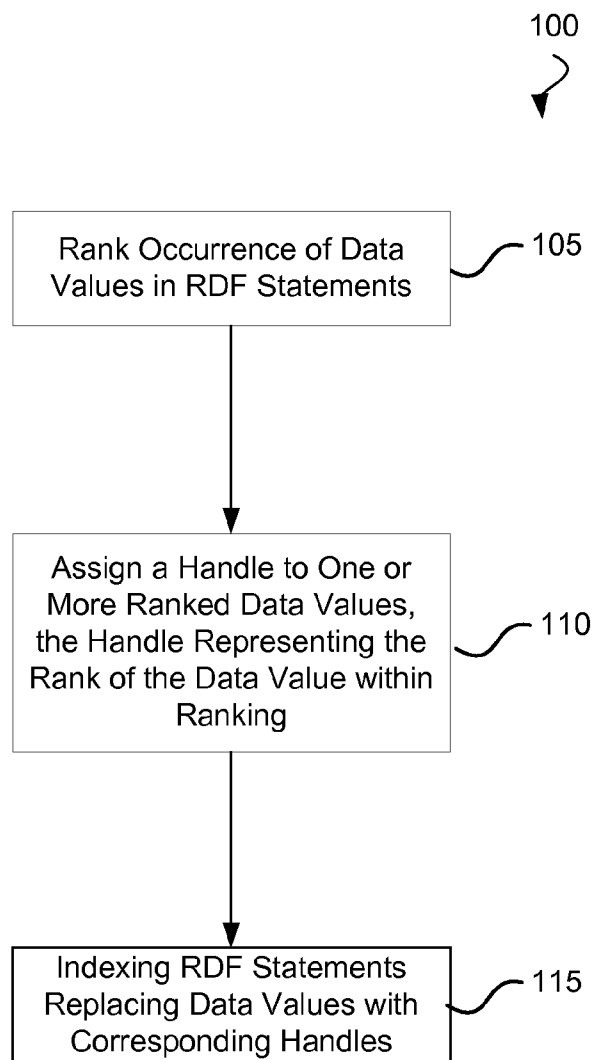 100
Rank Occurrence of Data
Values in RDF Statements
105
Assign a Handle to One or
More Ranked Data Values,
the Handle Representing the
Rank of the Data Value within
Ranking
110
Indexing RDF Statements
Replacing Data Values with
Corresponding Handles
115